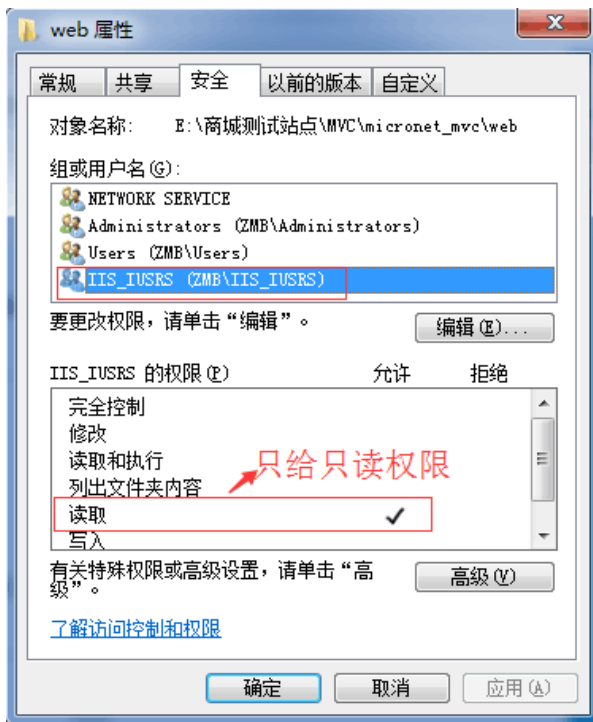 web 属性
常规 共享 安全 以前的版本 自定义
对象名称: E:\商城测试站点\MVC\micronet_mvc\web
组或用户名(G):
NETWORK SERVICE
Administrators (ZMB\Administrators)
Users (ZMB\Users)
IIS_IUSRS (ZMB\IIS_IUSRS)
要更改权限，请单击“编辑”。 编辑(E)...
IIS_IUSRS 的权限(P) 允许 拒绝
完全控制
修改
读取和执行
只给只读权限
列出文件夹内容
读取
写入
有关特殊权限或高级设置，请单击“高
级”。
高级(V)
了解访问控制和权限
确定 取消 应用(A)